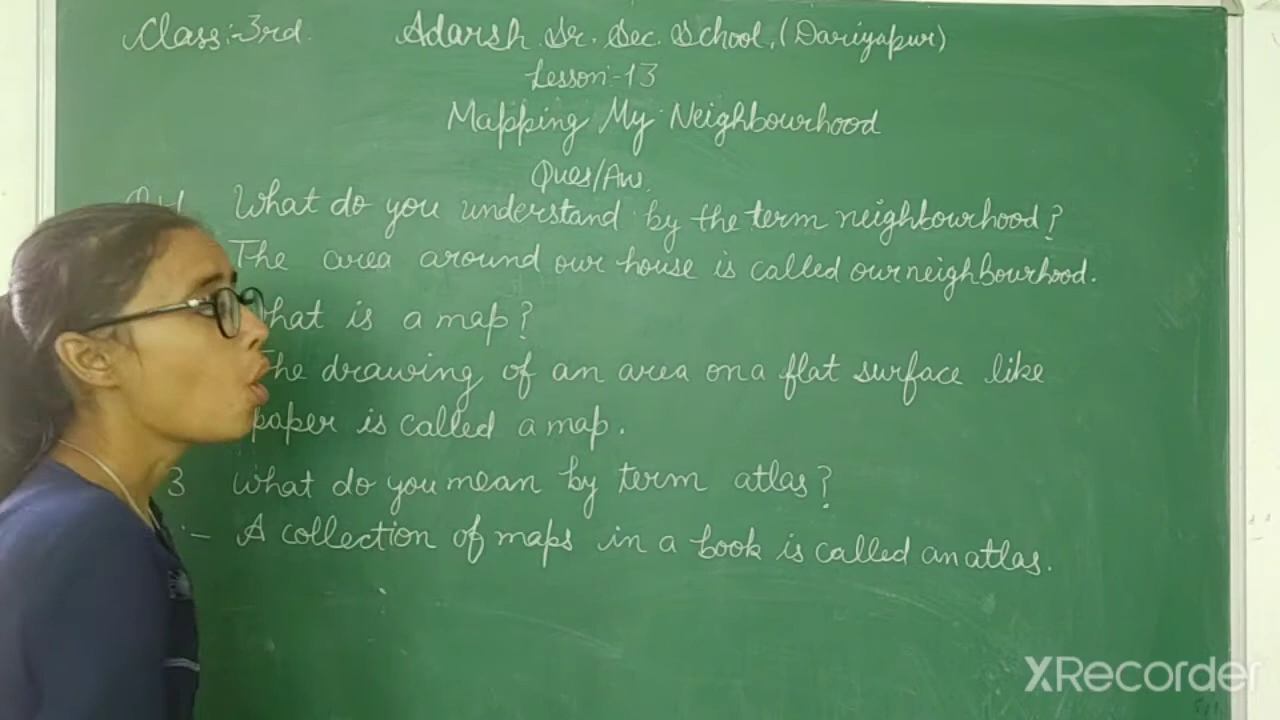 Class:-3rd. Adarsh Sr. Sec. School, (Dariyapur)
Lesson:-13
Mapping My Neighbourhood
Ques/Ans.
Q.1 What do you understand by the term neighbourhood?
The area around our house is called our neighbourhood.
What is a map?
The drawing of an area on a flat surface like
paper is called a map.
3 What do you mean by term atlas?
:- A collection of maps in a book is called an atlas.
XRecorder